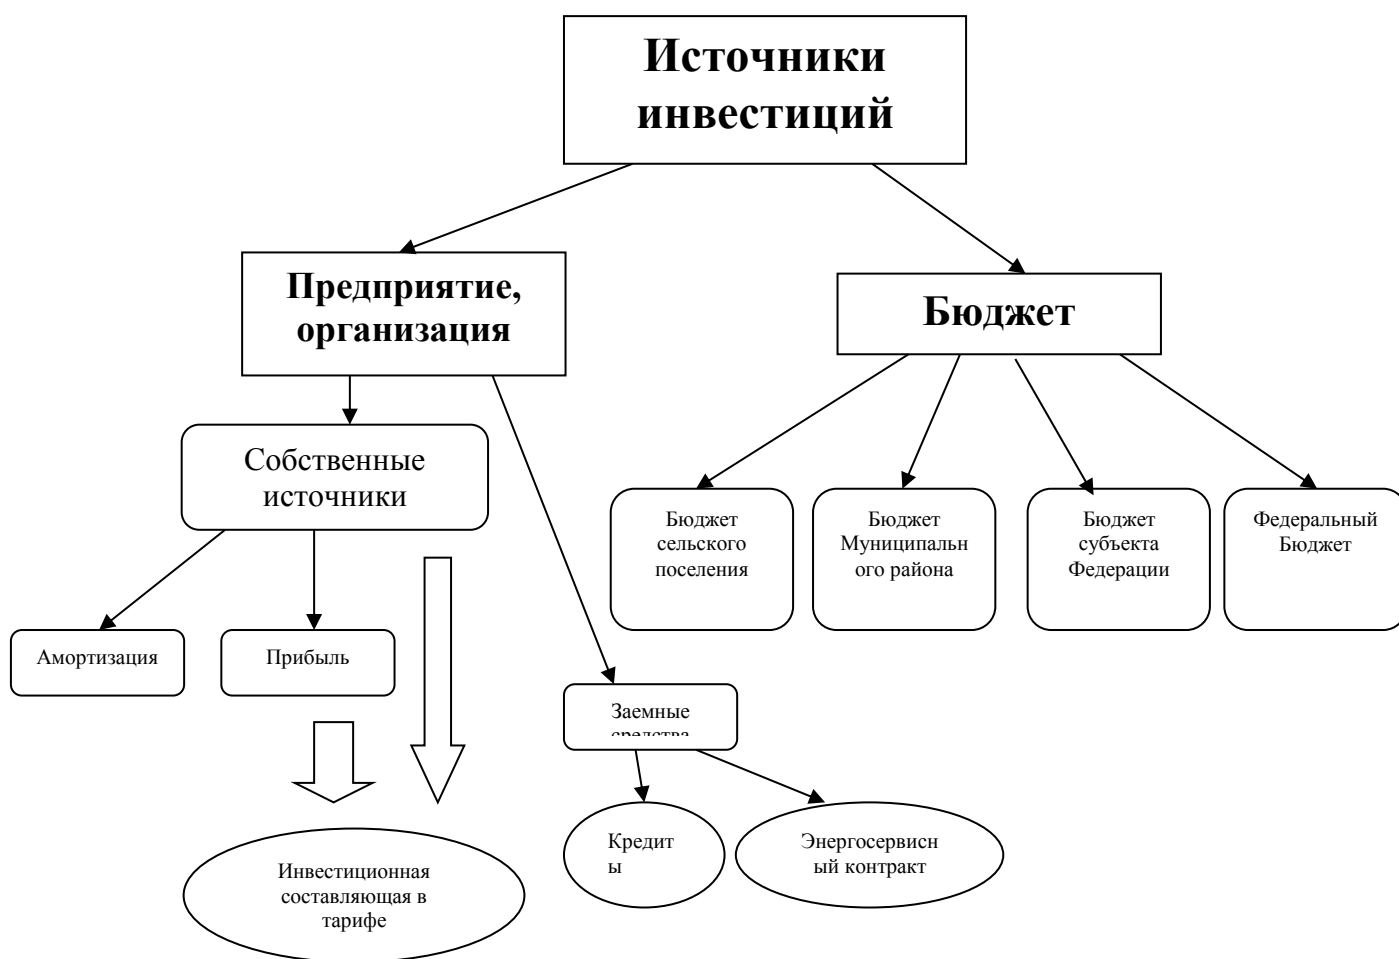 Источники
инвестиций
Предприятие,
организация
Бюджет
Собственные
источники
Бюджет
сельского
поселения
Бюджет
Муниципальн
ого района
Бюджет
субъекта
Федерации
Федеральный
Бюджет
Амортизация
Прибыль
Заемные
средства
Кредит
ы
Энергосервисн
ый контракт
Инвестиционная
составляющая в
тарифе